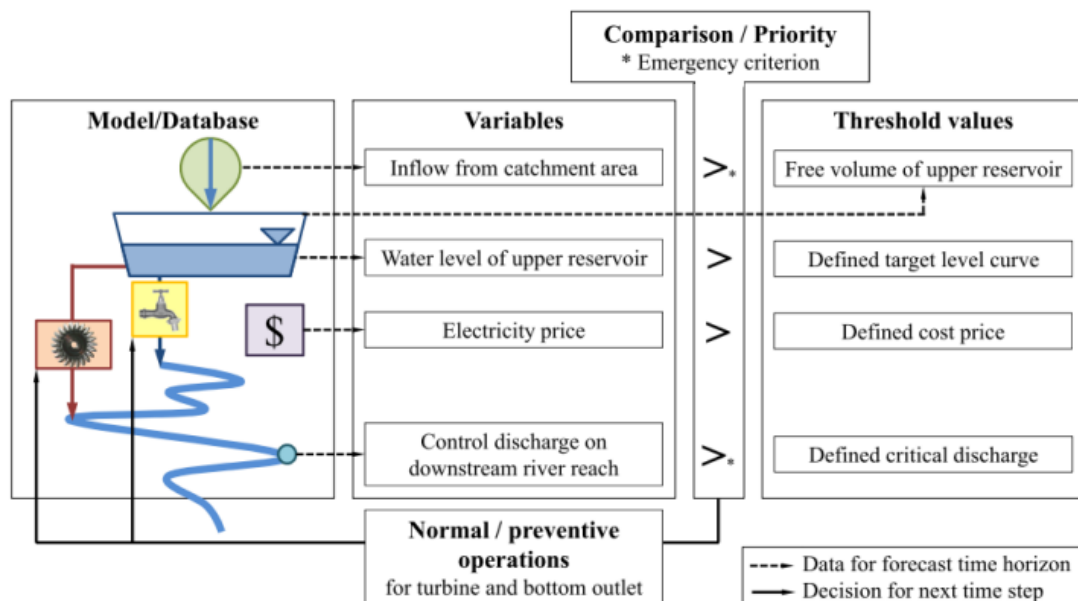 Comparison / Priority
* Emergency criterion
Model/Database
Variables
Threshold values
Inflow from catchment area
>*
Free volume of upper reservoir
Water level of upper reservoir
>
Defined target level curve
$
Electricity price
>
Defined cost price
Control discharge on
downstream river reach
>*
Defined critical discharge
Normal / preventive
operations
for turbine and bottom outlet
Data for forecast time horizon
Decision for next time step